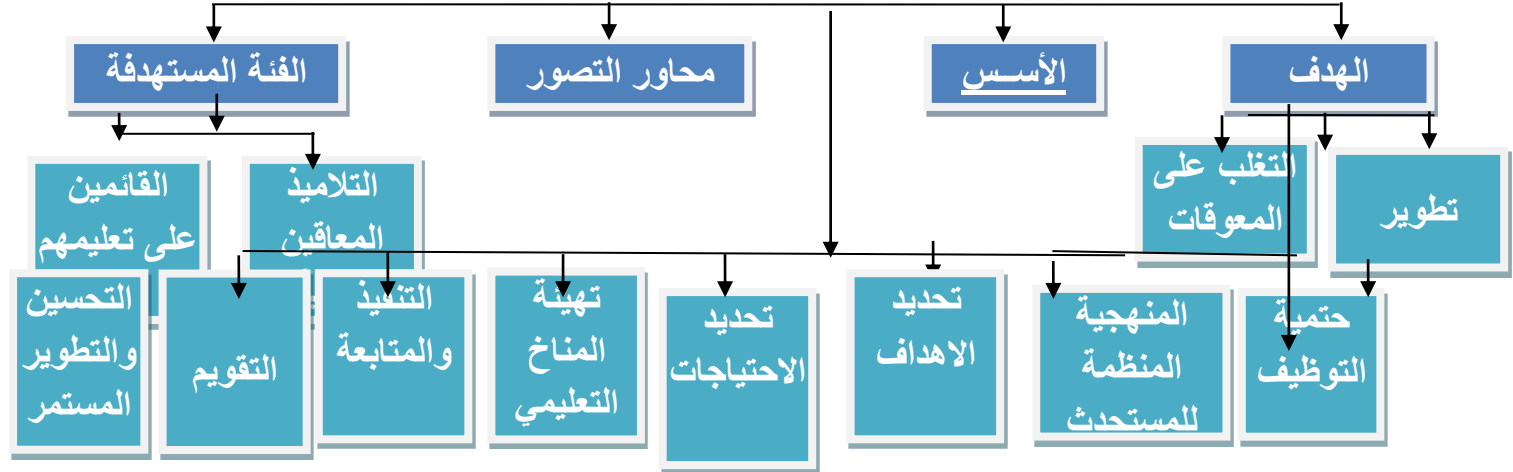 الهدف
الأسـس
محاور التصور
الفئة المستهدفة
تطوير
التغلب على
المعوقات
التلاميذ
المعاقين
القائمين
على تعليمهم
حتمية
التوظيف
المنهجية
المنظمة
للمستحدث
تحديد
الاهداف
تحديد
الاحتياجات
تهيئة
المناخ
التعليمي
التنفيذ
والمتابعة
التقويم
التحسين
والتطوير
المستمر